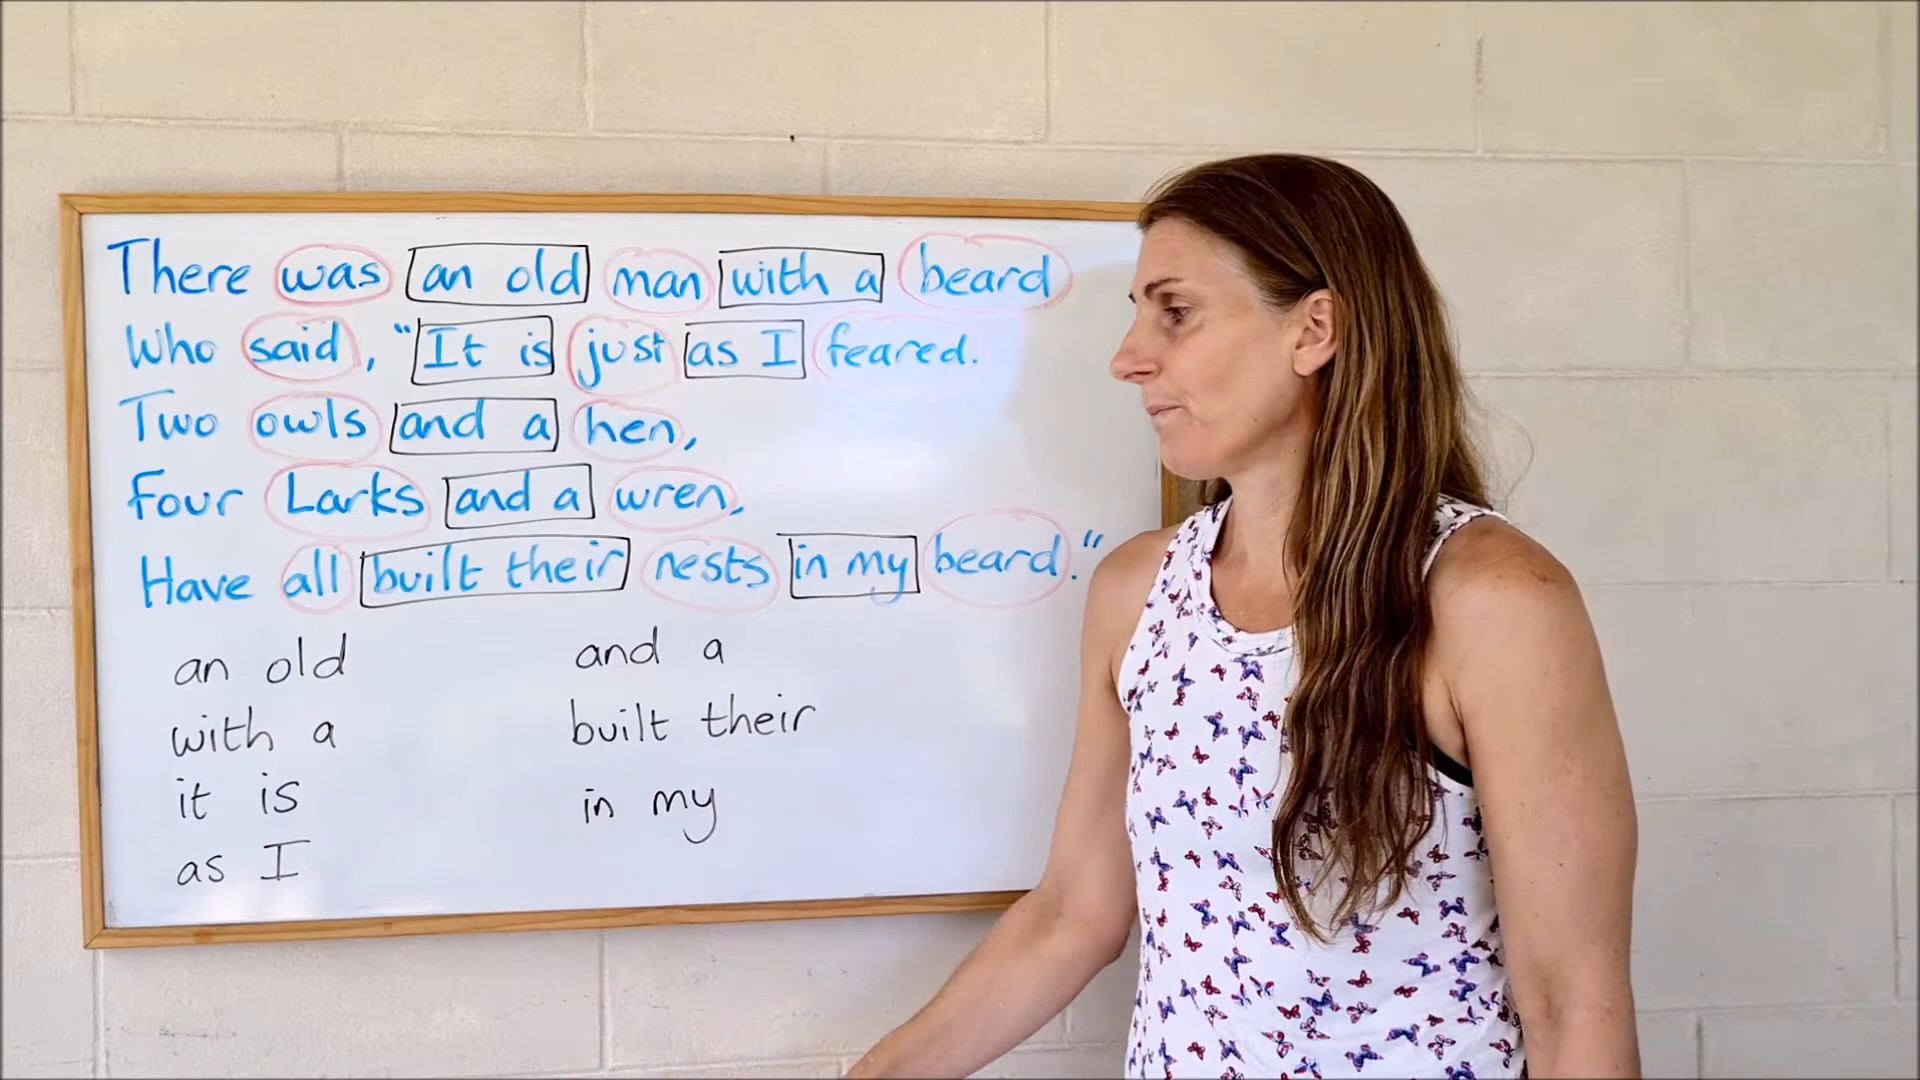 There was an old man with a beard
Who said, "It is just as I feared.
Two owls and a hen,
Four Larks and a wren,
Have all built their nests in my beard."
an old
with a
it is
as I
and a
built their
in my